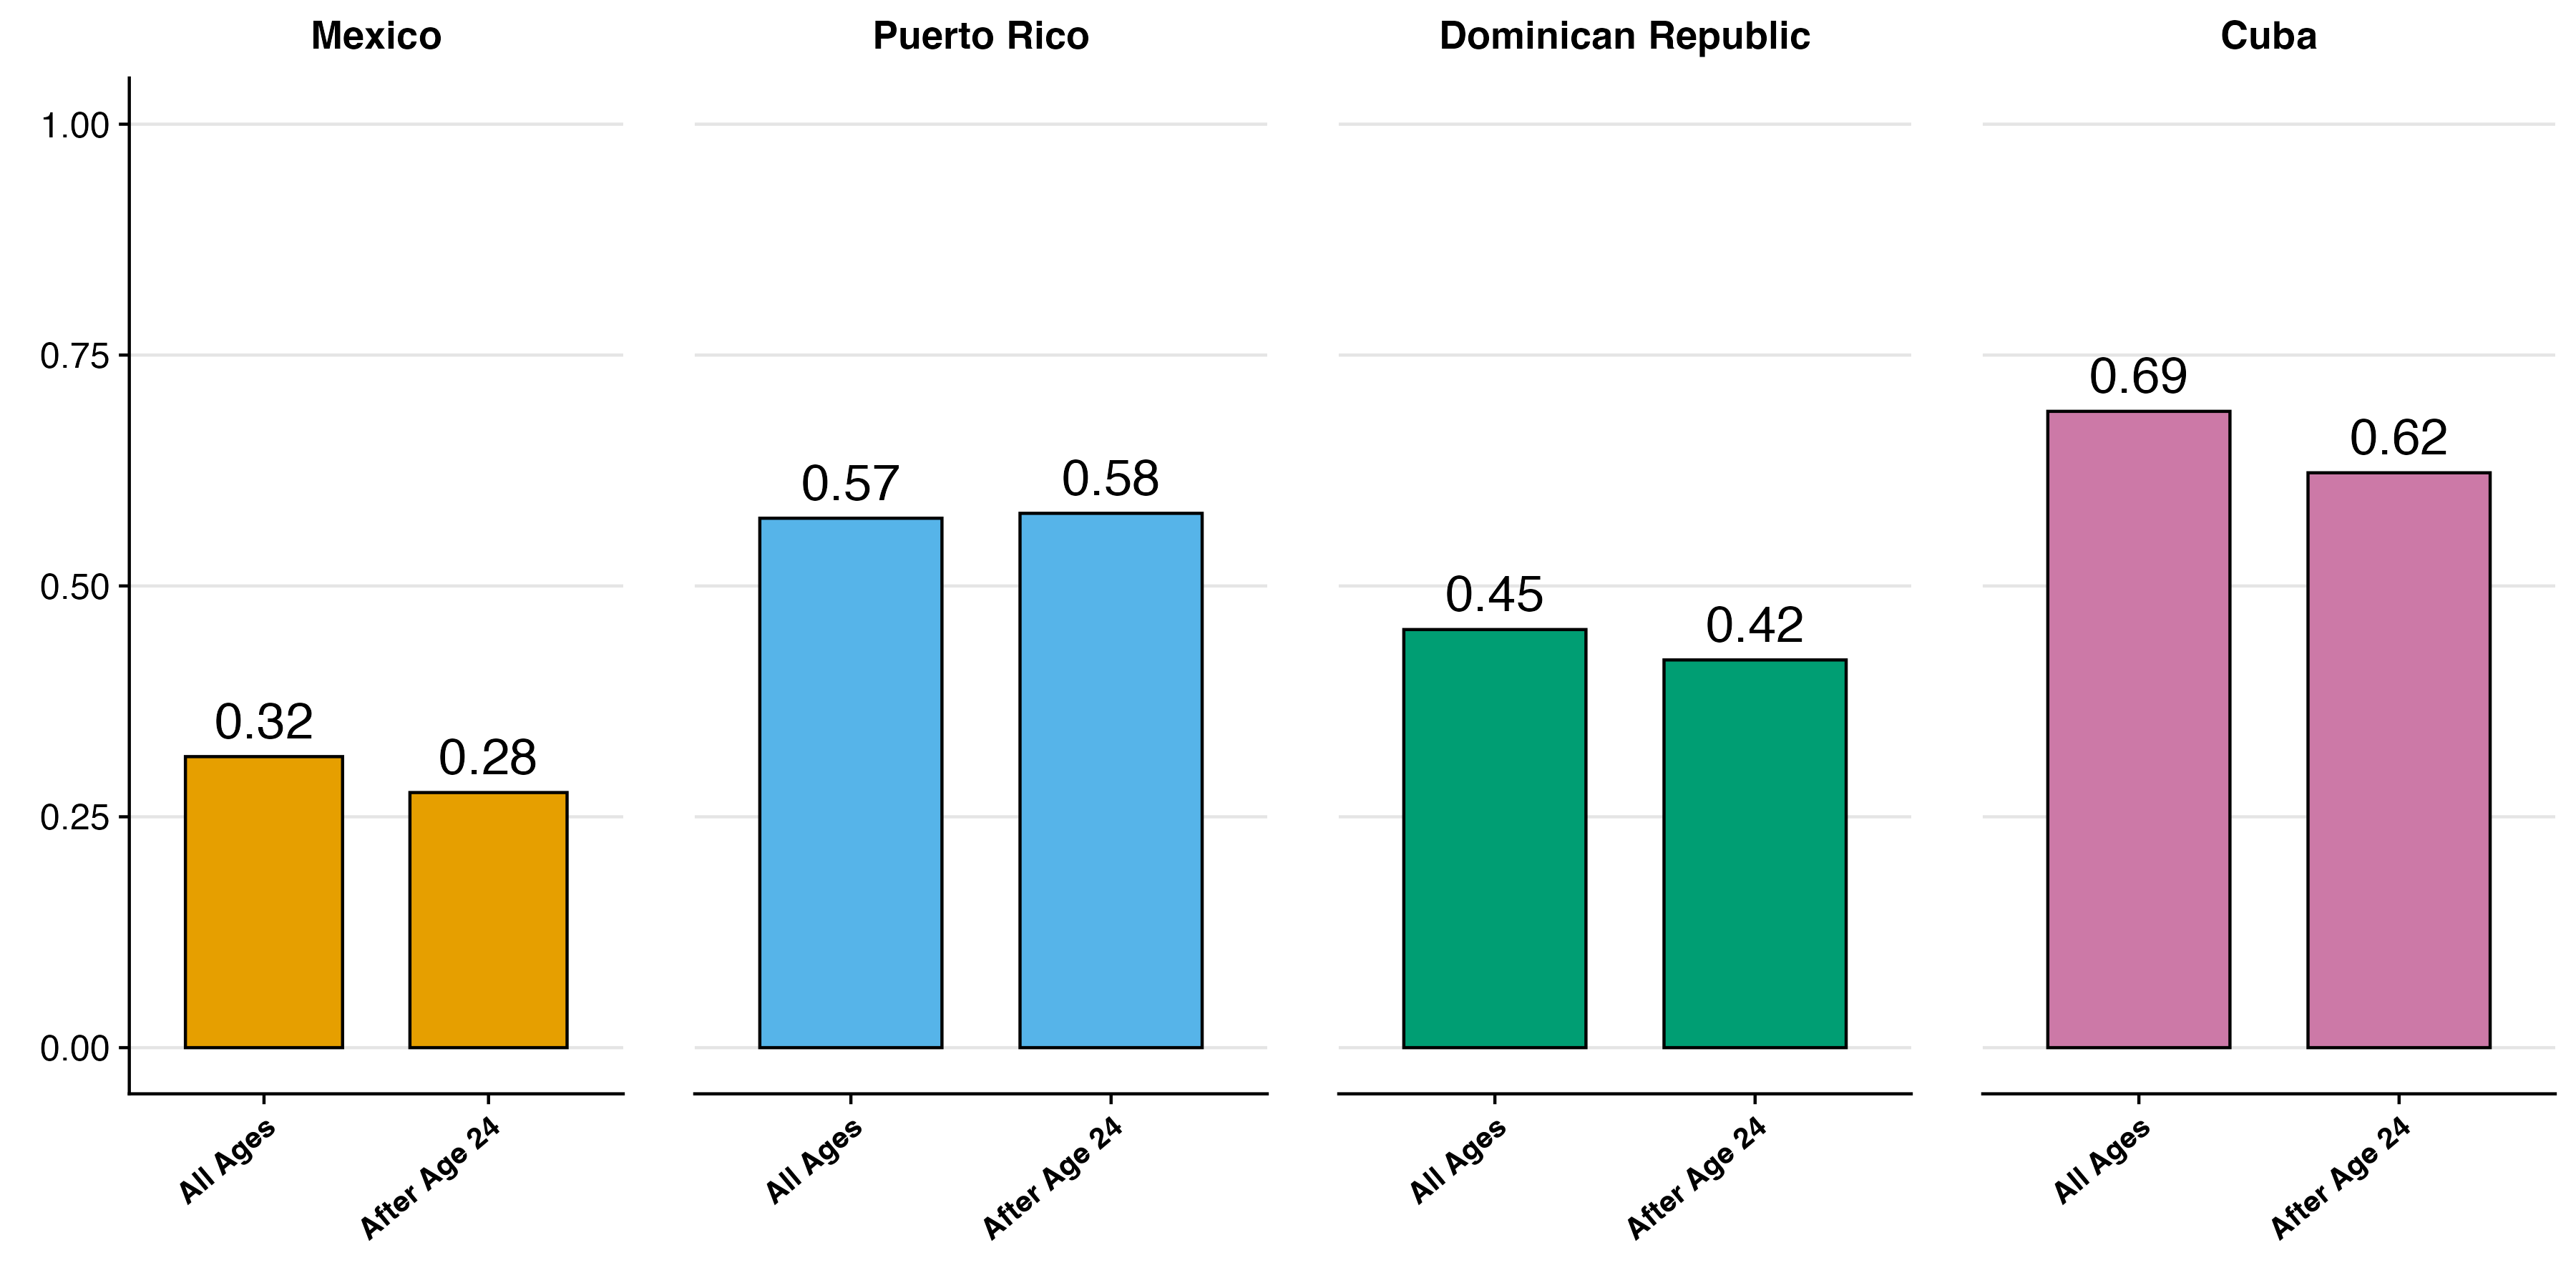 Mexico
Puerto Rico
Dominican Republic
Cuba
1.00
0.75
0.50
0.25
0.00
0.32
0.28
0.57
0.58
0.45
0.42
0.69
0.62
All Ages
After Age 24
All Ages
After Age 24
All Ages
After Age 24
All Ages
After Age 24